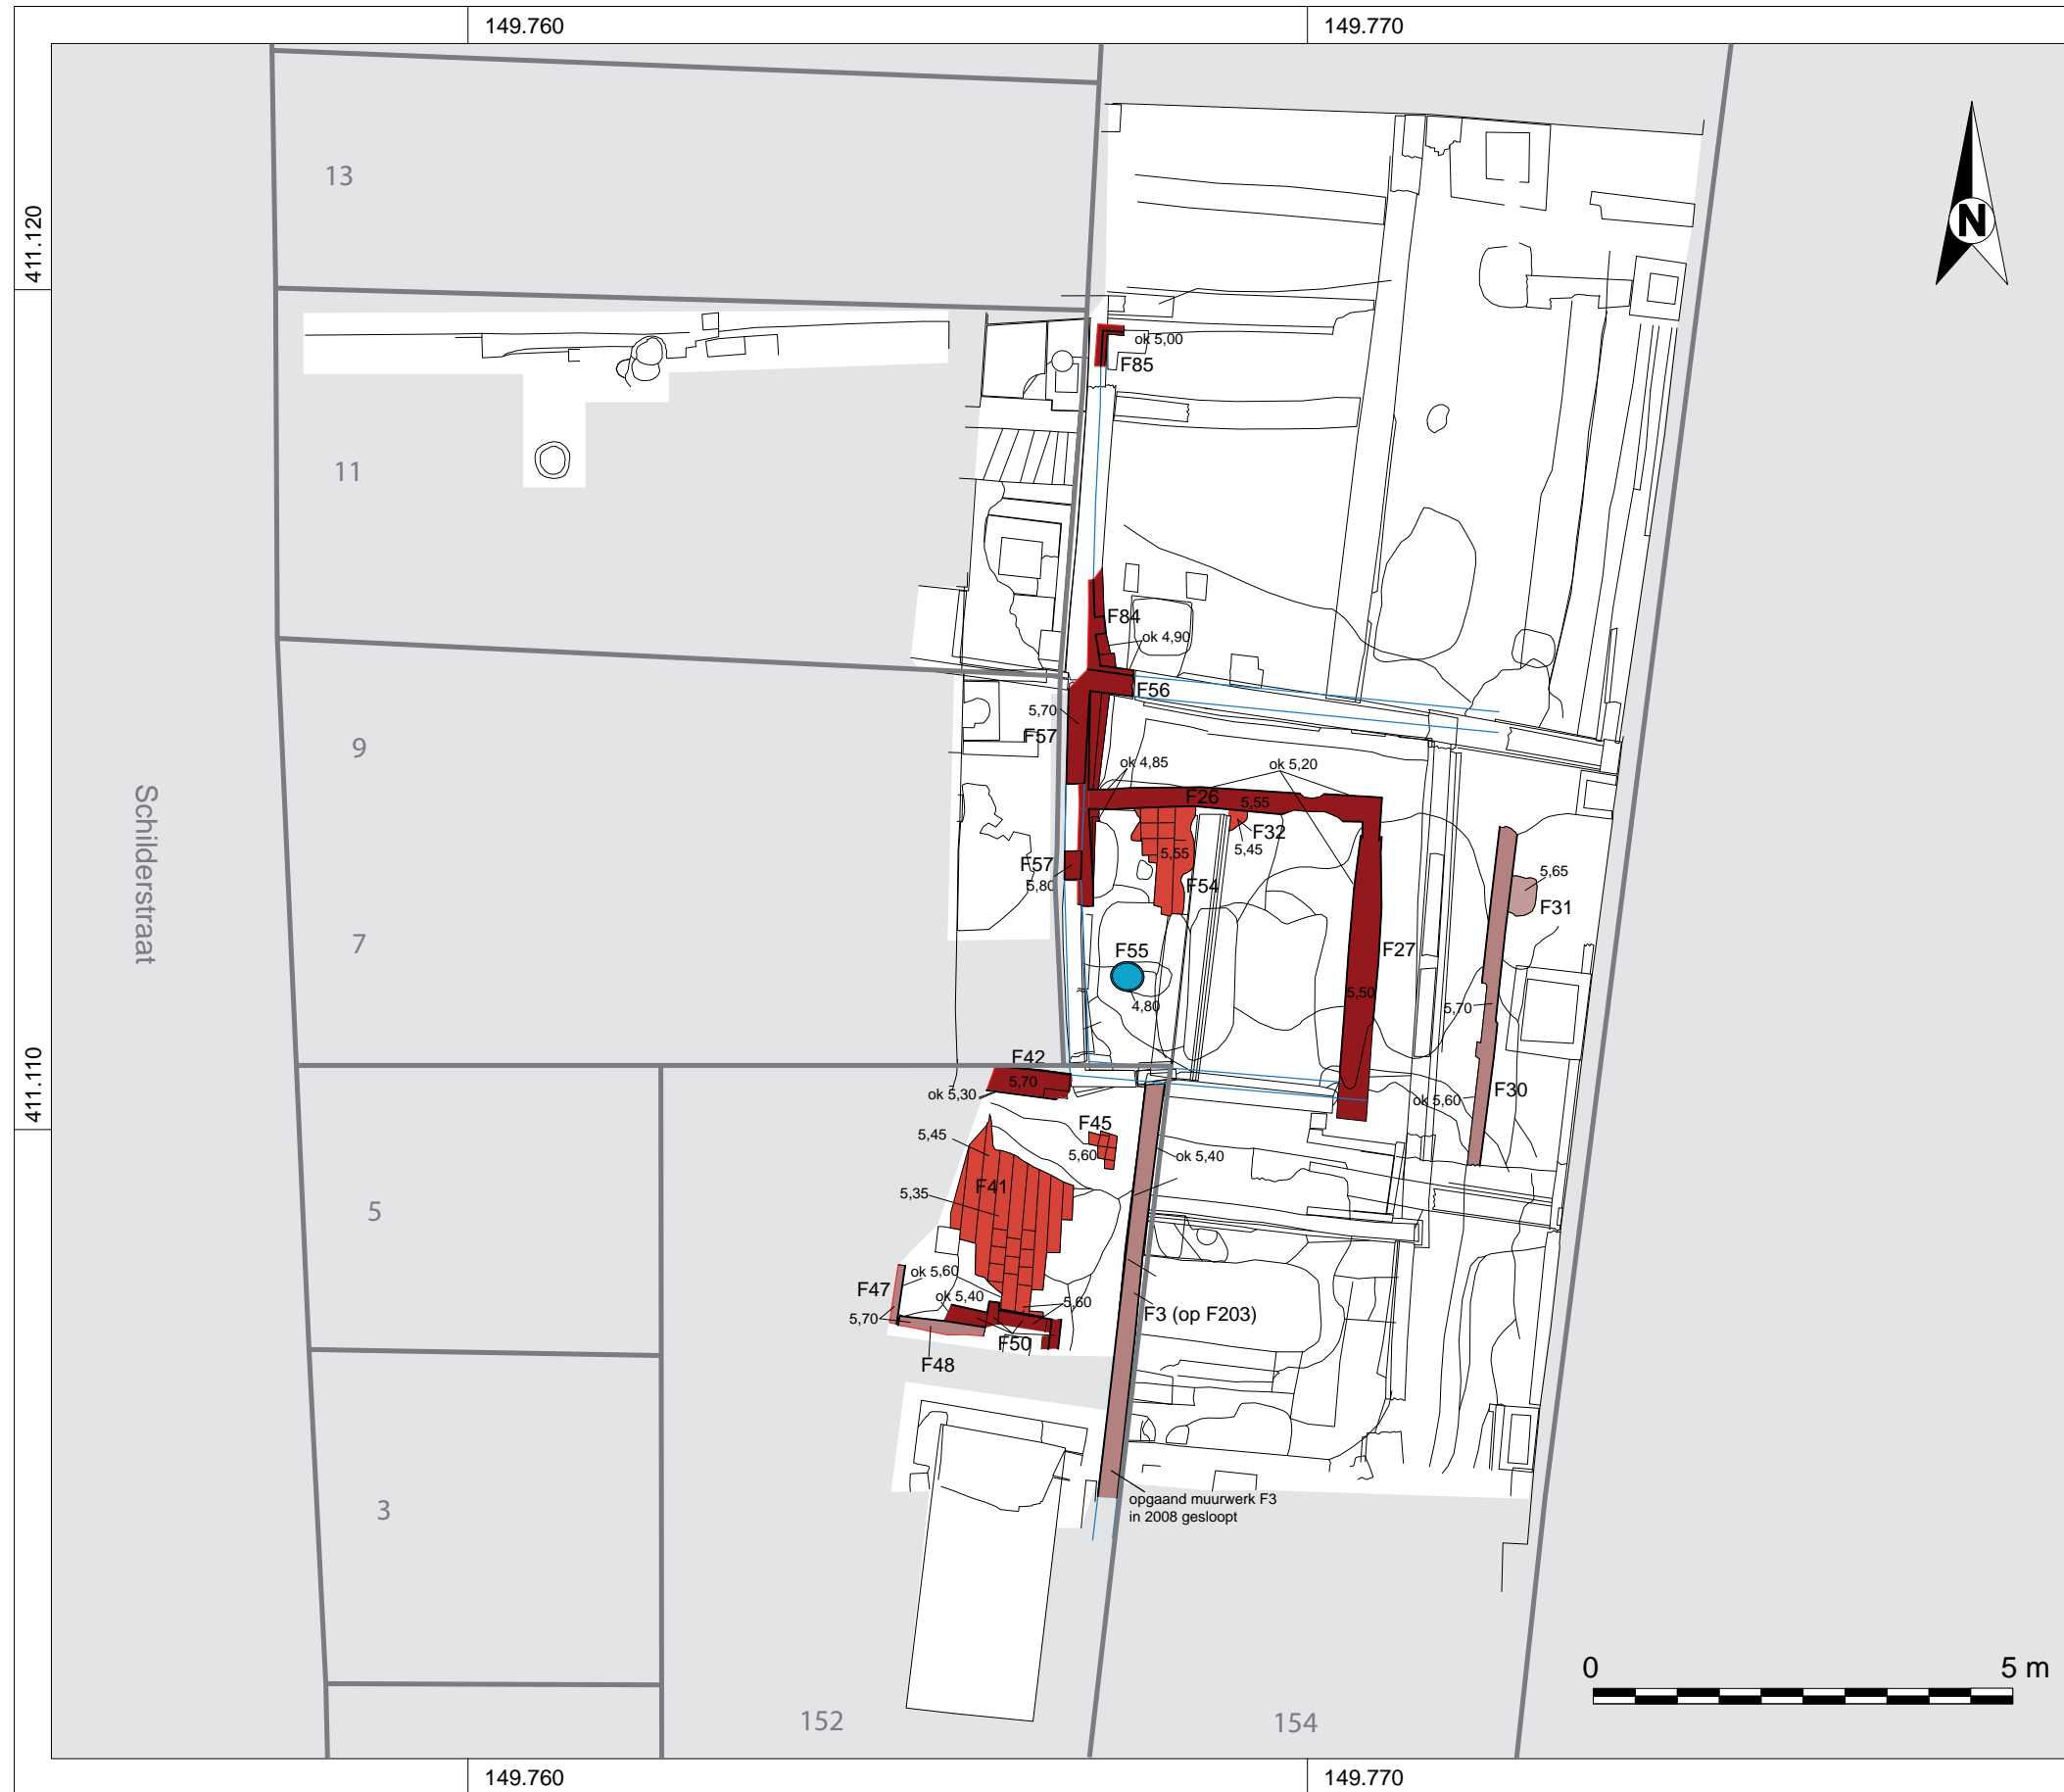 149.760
149.770
411.120
411.110
N
13
11
9
7
5
3
152
154
Schilderstraat
ok 5,00
F85
F84
ok 4,90
F56
5,70
F57
ok 4,85
ok 5,20
F26
5,55
F32
5,45
5,55
F57
5,80
F54
5,65
F31
F55
4,80
F27
5,50
5,70
F30
ok 5,60
F42
5,70
ok 5,30
F45
5,60
5,45
ok 5,40
F41
5,35
ok 5,60
F47
ok 5,40
5,60
5,70
F50
F48
F3 (op F203)
opgaand muurwerk F3
in 2008 gesloopt
0
5 m
149.760
149.770